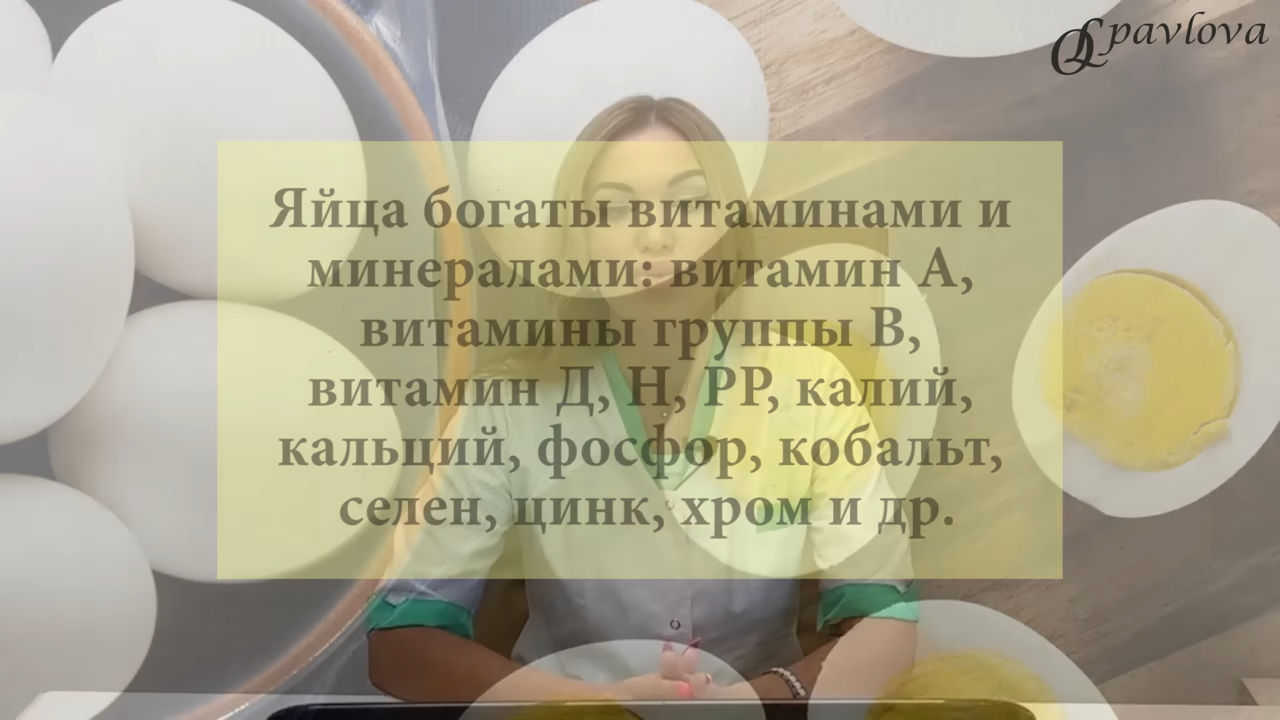 pavlova
Яйца богаты витаминами и
минералами: витамин А,
витамины группы В,
витамин Д, Н, РР, калий,
кальций, фосфор, кобальт,
селен, цинк, хром и др.